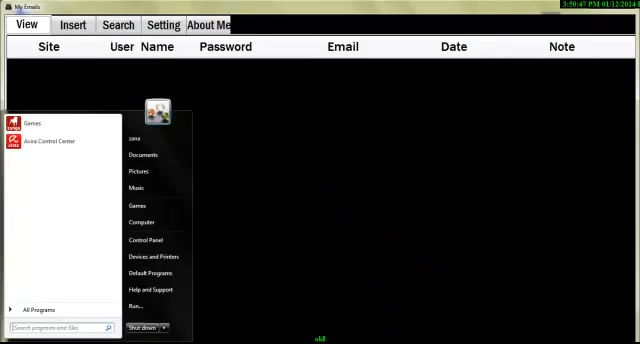 My Emails
3:50:47 PM 01/12/2014
View Insert Search Setting About Me
Site User Name Password Email Date Note
Games
Avira Control Center
zana
Documents
Pictures
Music
Games
Computer
Control Panel
Devices and Printers
Default Programs
Help and Support
Run...
All Programs
Search programs and files
Shut down